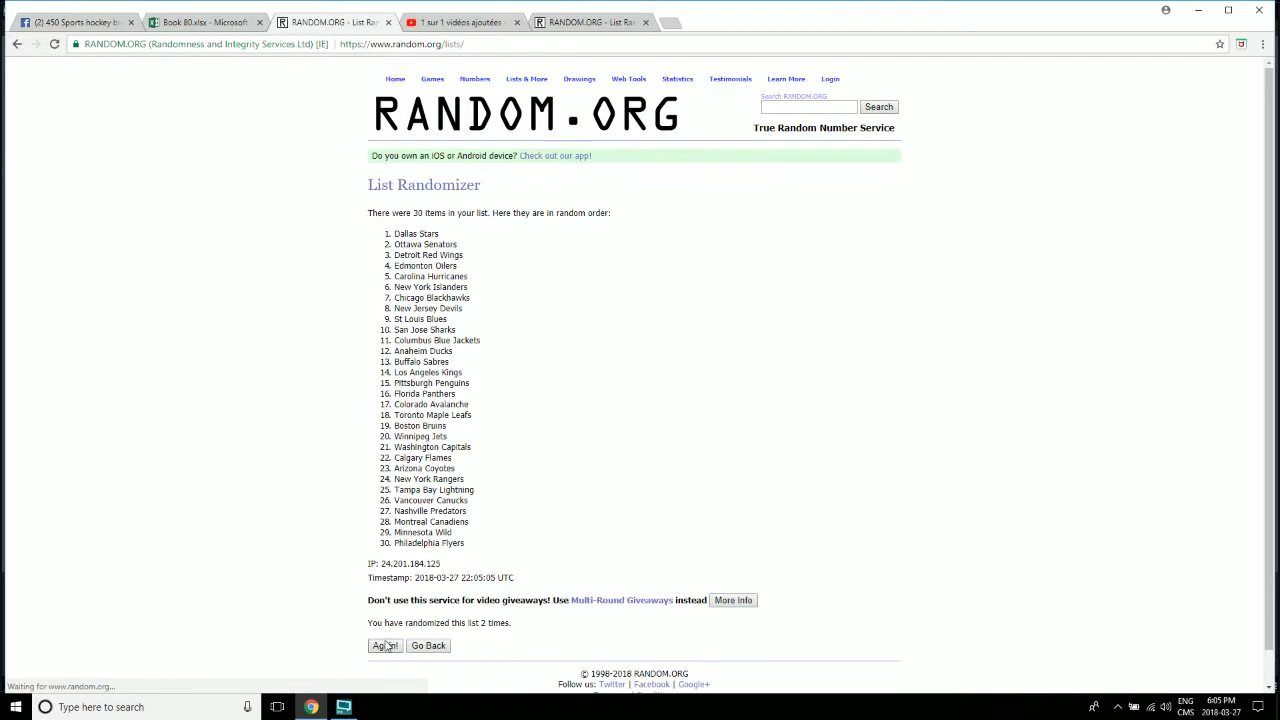 (2) 450 Sports hockey br
Book 80.xlsx - Microsoft
RANDOM.ORG - List Ran
1 sur 1 vidéos ajoutées
RANDOM.ORG - List Ran
RANDOM.ORG (Randomness and Integrity Services Ltd) [IE] https://www.random.org/lists/
Home Games Numbers Lists & More Drawings Web Tools Statistics Testimonials Learn More Login
RANDOM.ORG
Search RANDOM.ORG
Search
True Random Number Service
Do you own an iOS or Android device? Check out our app!
List Randomizer
There were 30 items in your list. Here they are in random order:
1. Dallas Stars
2. Ottawa Senators
3. Detroit Red Wings
4. Edmonton Oilers
5. Carolina Hurricanes
6. New York Islanders
7. Chicago Blackhawks
8. New Jersey Devils
9. St Louis Blues
10. San Jose Sharks
11. Columbus Blue Jackets
12. Anaheim Ducks
13. Buffalo Sabres
14. Los Angeles Kings
15. Pittsburgh Penguins
16. Florida Panthers
17. Colorado Avalanche
18. Toronto Maple Leafs
19. Boston Bruins
20. Winnipeg Jets
21. Washington Capitals
22. Calgary Flames
23. Arizona Coyotes
24. New York Rangers
25. Tampa Bay Lightning
26. Vancouver Canucks
27. Nashville Predators
28. Montreal Canadiens
29. Minnesota Wild
30. Philadelphia Flyers
IP: 24.201.184.125
Timestamp: 2018-03-27 22:05:05 UTC
Don't use this service for video giveaways! Use Multi-Round Giveaways instead More Info
You have randomized this list 2 times.
Again! Go Back
© 1998-2018 RANDOM.ORG
Follow us: Twitter | Facebook | Google+
Waiting for www.random.org...
Type here to search
ENG 6:05 PM
CMS 2018-03-27